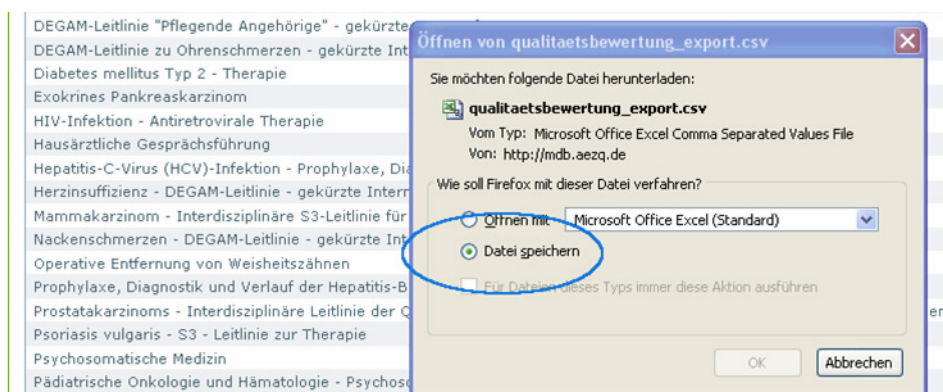 DEGAM-Leitlinie "Pflegende Angehörige" - gekürzte
DEGAM-Leitlinie zu Ohrenschmerzen - gekürzte Int
Diabetes mellitus Typ 2 - Therapie
Exokrines Pankreaskarzinom
HIV-Infektion - Antiretrovirale Therapie
Hausärztliche Gesprächsführung
Hepatitis-C-Virus (HCV)-Infektion - Prophylaxe, Dia
Herzinsuffizienz - DEGAM-Leitlinie - gekürzte Intern
Mammakarzinom - Interdisziplinäre S3-Leitlinie für
Nackenschmerzen - DEGAM-Leitlinie - gekürzte Int
Operative Entfernung von Weisheitszähnen
Prophylaxe, Diagnostik und Verlauf der Hepatitis-B
Prostatakarzinoms - Interdisziplinäre Leitlinie der Q
Psoriasis vulgaris - S3 - Leitlinie zur Therapie
Psychosomatische Medizin
Pädiatrische Onkologie und Hämatologie - Psychoso
Öffnen von qualitaetsbewertung_export.csv
Sie möchten folgende Datei herunterladen:
qualitaetsbewertung_export.csv
Vom Typ: Microsoft Office Excel Comma Separated Values File
Von: http://mdb.aezq.de
Wie soll Firefox mit dieser Datei verfahren?
Öffnen mit Microsoft Office Excel (Standard)
Datei speichern
Für Dateien dieses Typs immer diese Aktion ausführen
OK Abbrechen